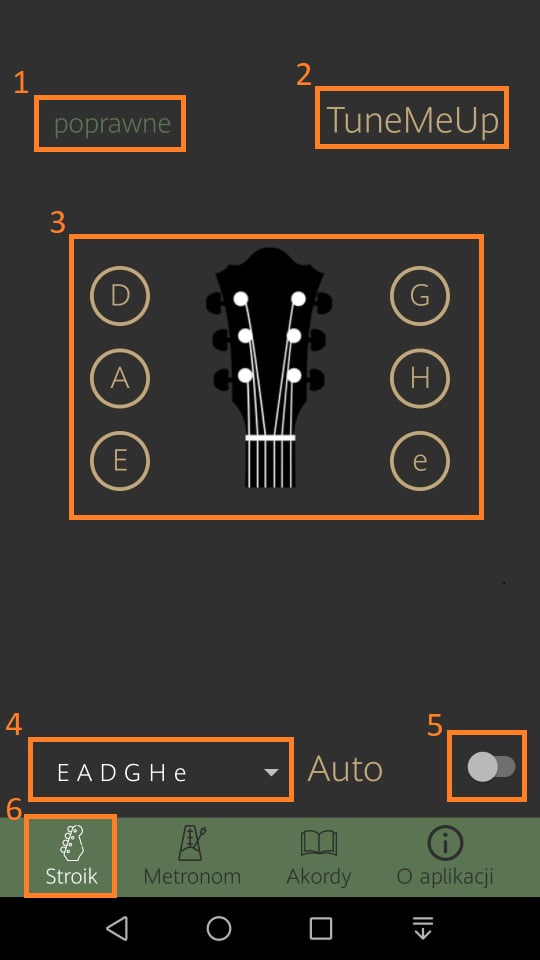 1
poprawne
2
TuneMeUp
3
D
G
A
H
E
e
4
E A D G H e
Auto
5
6
Stroik
Metronom
Akordy
O aplikacji